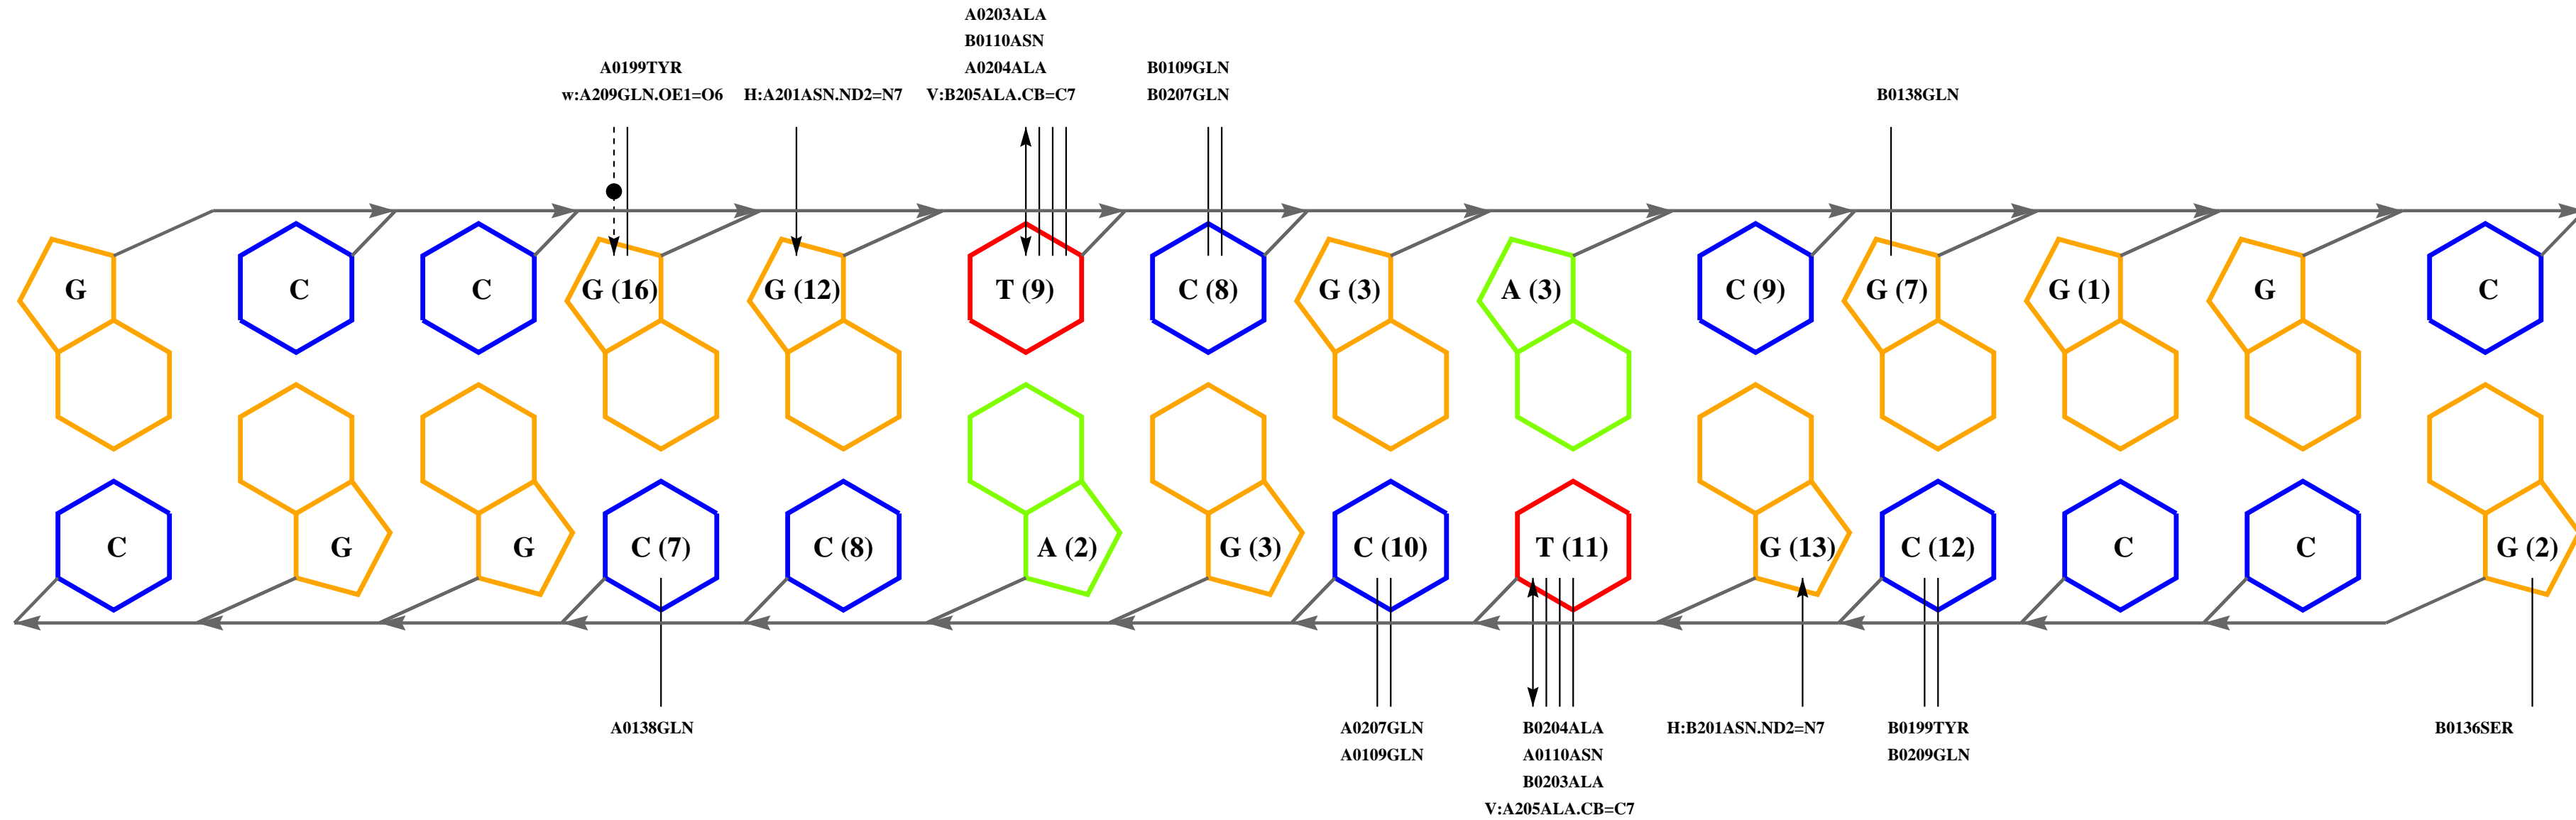 A0203ALA
B0110ASN
A0199TYR A0204ALA B0109GLN
w:A209GLN.OE1=O6 H:A201ASN.ND2=N7 V:B205ALA.CB=C7 B0207GLN B0138GLN
G C C G (16) G (12) T (9) C (8) G (3) A (3) C (9) G (7) G (1) G C
C G G C (7) C (8) A (2) G (3) C (10) T (11) G (13) C (12) C C G (2)
A0138GLN A0207GLN B0204ALA H:B201ASN.ND2=N7 B0199TYR B0136SER
A0109GLN A0110ASN B0209GLN
B0203ALA
V:A205ALA.CB=C7